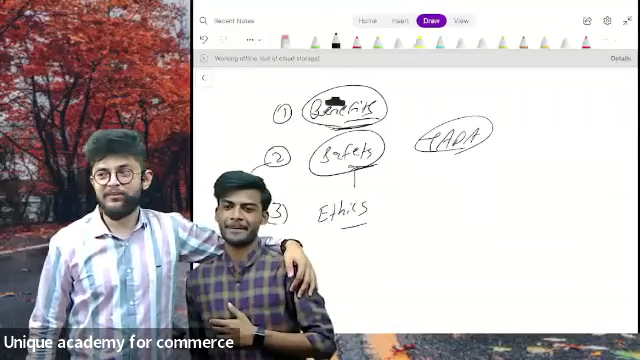 Recent Notes Home Insert Draw View
Working offline (out of cloud storage) Details
① Benefits
② Safety
TADA
3) Ethics
Unique academy for commerce